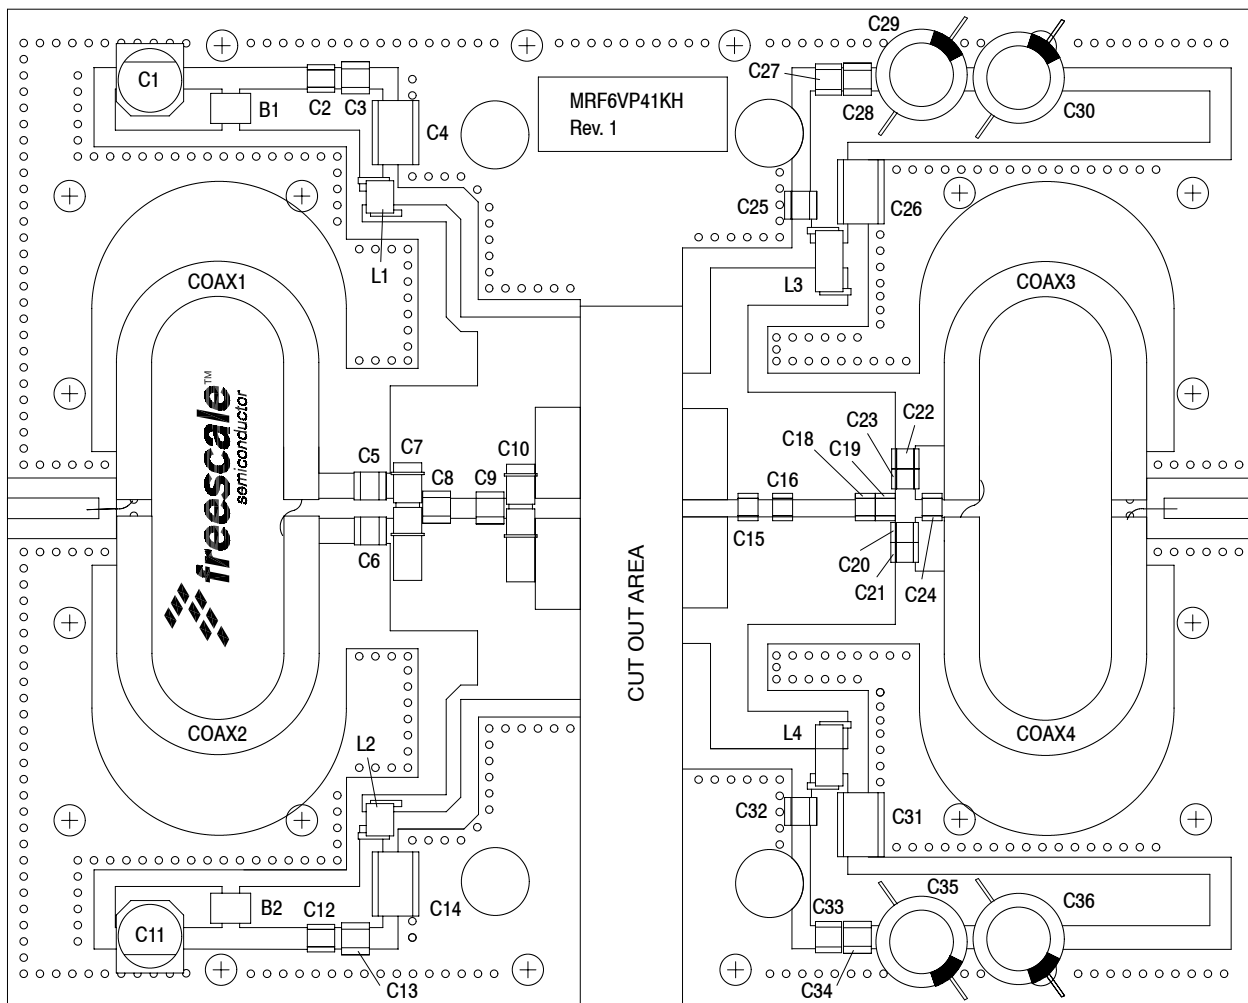 C29
C27
C28
C30
C1
B1
C2
C3
C4
MRF6VP41KH
Rev. 1
C25
C26
L1
L3
COAX1
COAX3
freescale™
semiconductor
C5
C7
C8
C9
C10
C6
C18
C19
C23
C22
C15
C16
C20
C21
C24
CUT OUT AREA
COAX2
COAX4
L2
L4
C32
C31
C11
B2
C12
C13
C14
C33
C34
C35
C36